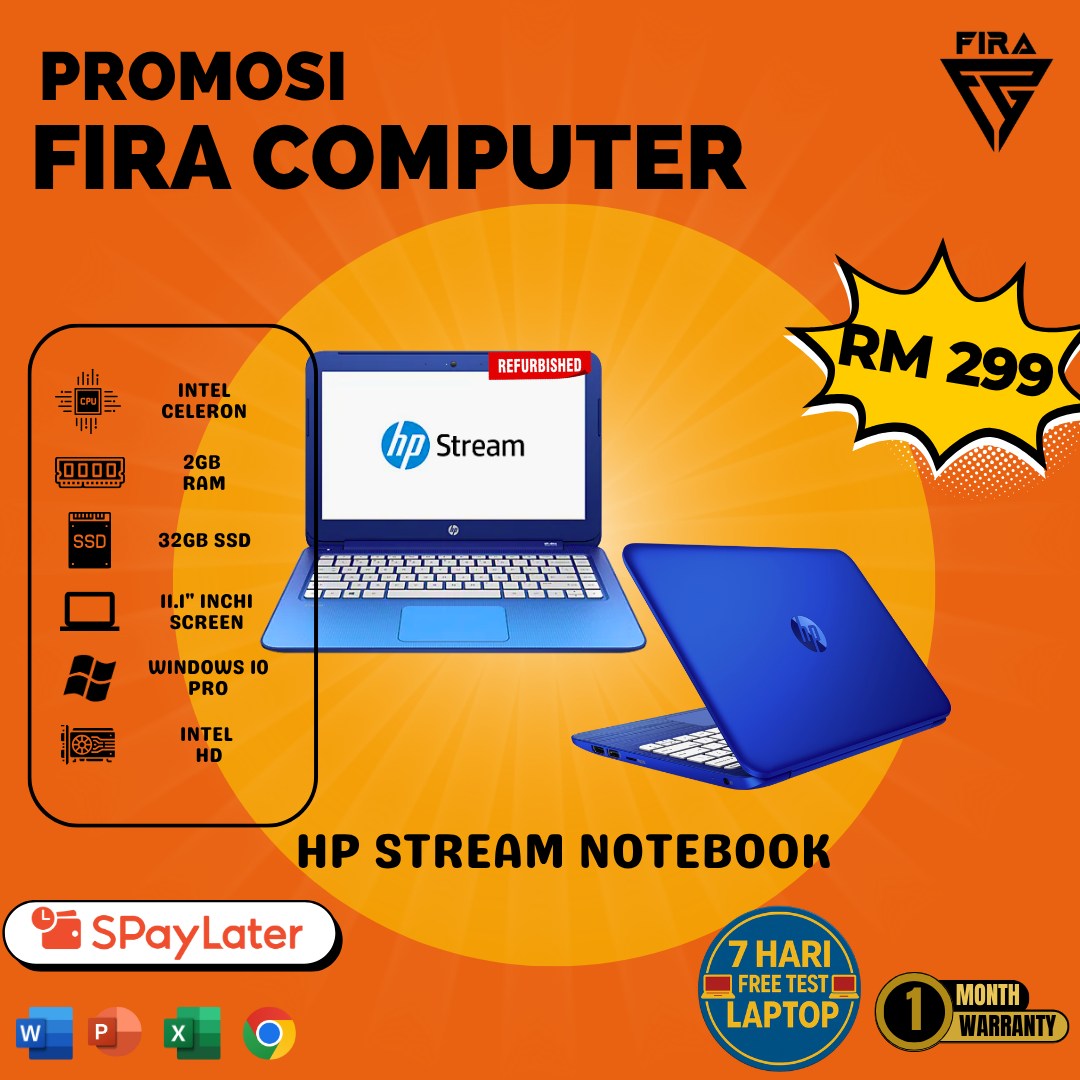 PROMOSI
FIRA COMPUTER
FIRA
RM 299
CPU
INTEL
CELERON
2GB
RAM
SSD
32GB SSD
11.1" INCHI
SCREEN
WINDOWS 10
PRO
INTEL
HD
REFURBISHED
hp Stream
hp
hp
HP STREAM NOTEBOOK
SPayLater
W
P
X
7 HARI
FREE TEST
LAPTOP
1
MONTH
WARRANTY